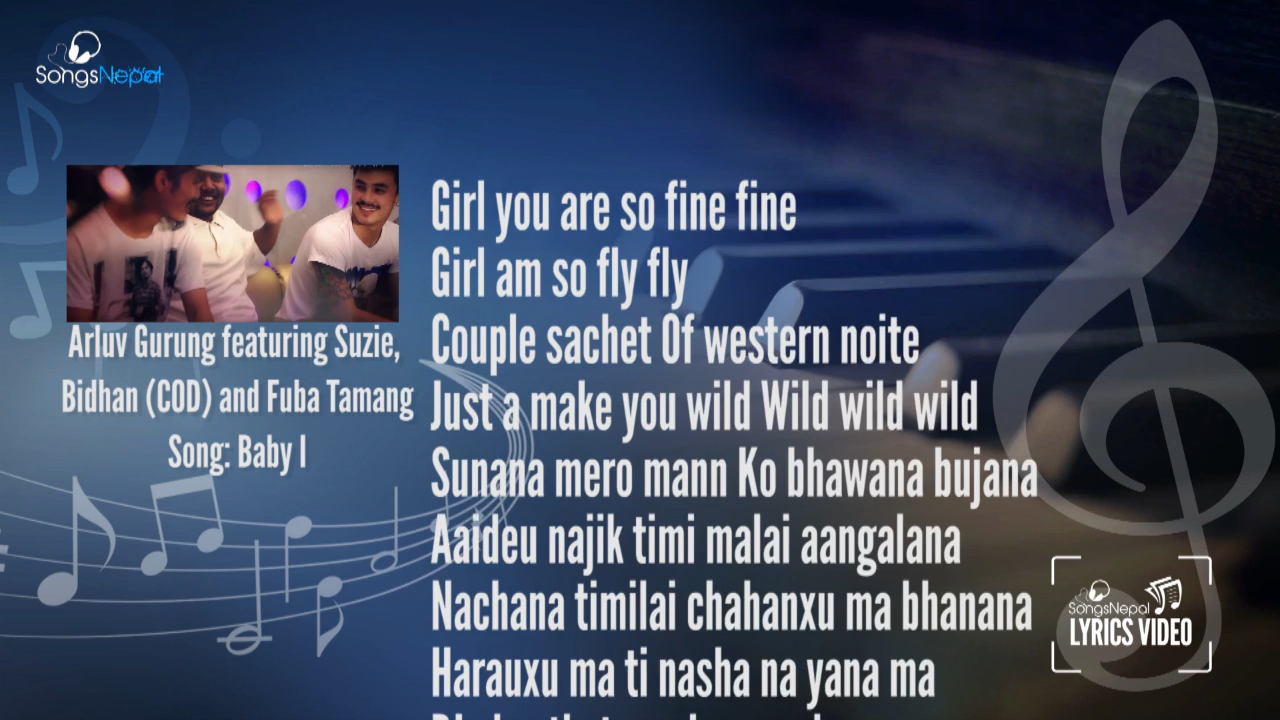 SongsNepal
Arluv Gurung featuring Suzie,
Bidhan (COD) and Fuba Tamang
Song: Baby I
Girl you are so fine fine
Girl am so fly fly
Couple sachet Of western noite
Just a make you wild Wild wild wild
Sunana mero mann Ko bhawana bujana
Aaideu najik timi malai aangalana
Nachana timilai chahanxu ma bhanana
Harauxu ma ti nasha na yana ma
SongsNepal
LYRICS VIDEO